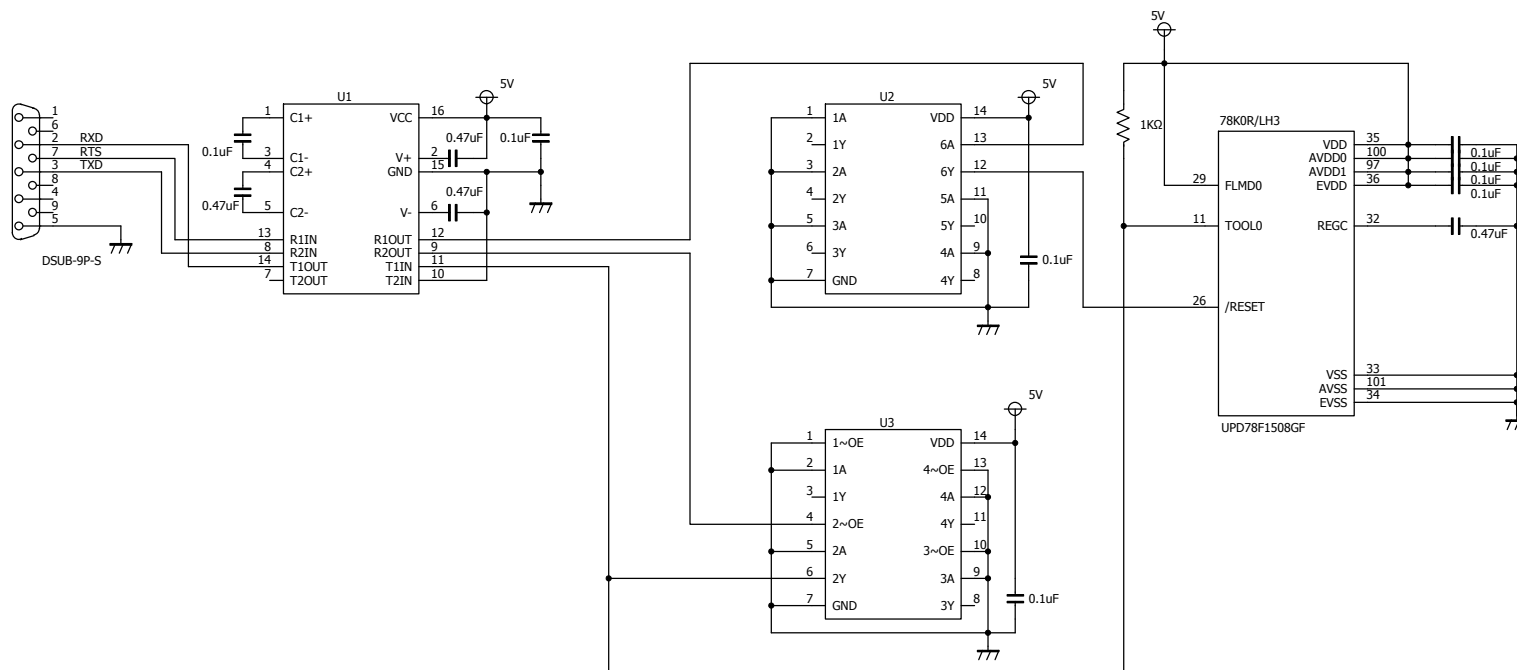 5V
1
6
2 RXD
7 RTS
3 TXD
8
4
9
5
DSUB-9P-S
U1
5V
1 C1+ VCC 16
0.1uF
0.47uF
0.1uF
3 C1- V+ 2
4 C2+ GND 15
0.47uF
0.47uF
5 C2- V- 6
13 R1IN R1OUT 12
8 R2IN R2OUT 9
14 T1OUT T1IN 11
7 T2OUT T2IN 10
U2
5V
1 1A VDD 14
2 1Y 6A 13
3 2A 6Y 12
4 2Y 5A 11
5 3A 5Y 10
6 3Y 4A 9
7 GND 4Y 8
0.1uF
U3
5V
1 1~OE VDD 14
2 1A 4~OE 13
3 1Y 4A 12
4 2~OE 4Y 11
5 2A 3~OE 10
6 2Y 3A 9
7 GND 3Y 8
0.1uF
1KΩ
78K0R/LH3
VDD 35
AVDD0 100
0.1uF
AVDD1 97
0.1uF
EVDD 36
0.1uF
0.1uF
29 FLMD0
11 TOOL0 REGC 32
0.47uF
26 /RESET
VSS 33
AVSS 101
EVSS 34
UPD78F1508GF